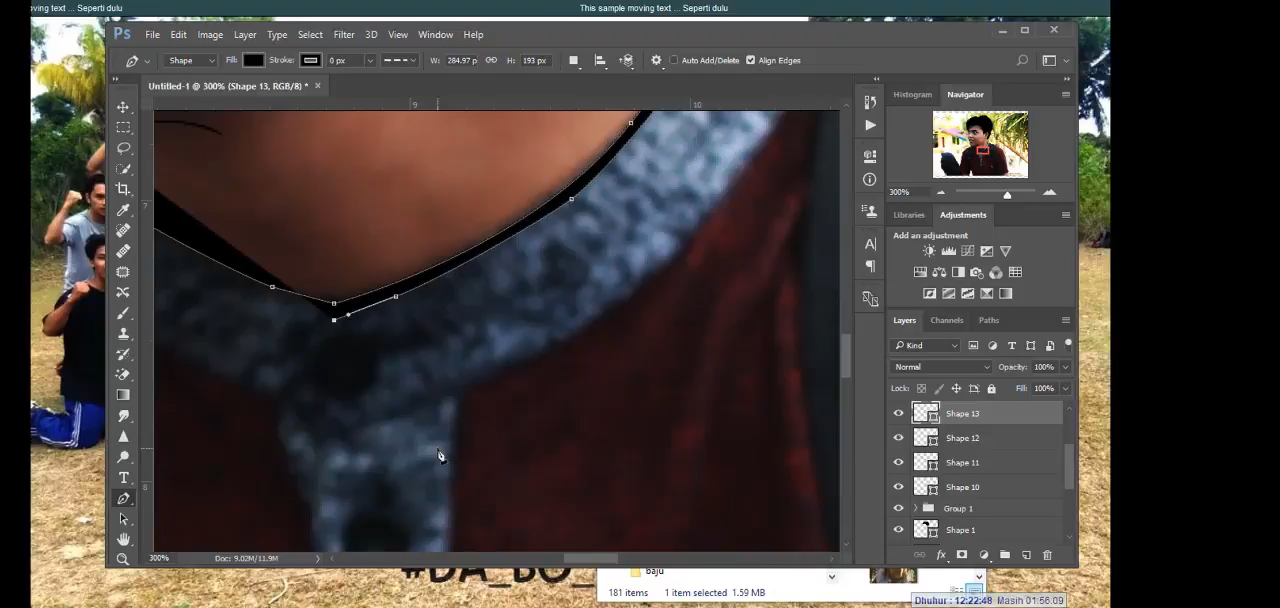 oving text ... Seperti dulu
This sample moving text ... Seperti dulu
Ps File Edit Image Layer Type Select Filter 3D View Window Help
Shape Fill: Stroke: 0 px W: 284.97 p H: 193 px Auto Add/Delete Align Edges
Untitled-1 @ 300% (Shape 13, RGB/8) * ×
9 10
7
8
Histogram Navigator
300%
Libraries Adjustments
Add an adjustment
Layers Channels Paths
Kind
Normal Opacity: 100%
Lock: Fill: 100%
Shape 13
Shape 12
Shape 11
Shape 10
Group 1
Shape 1
300% Doc: 9.02M/11.9M
#DA_BO_
baju
181 items 1 item selected 1.59 MB
Dhuhur : 12:22:48 Masih 01:56.09